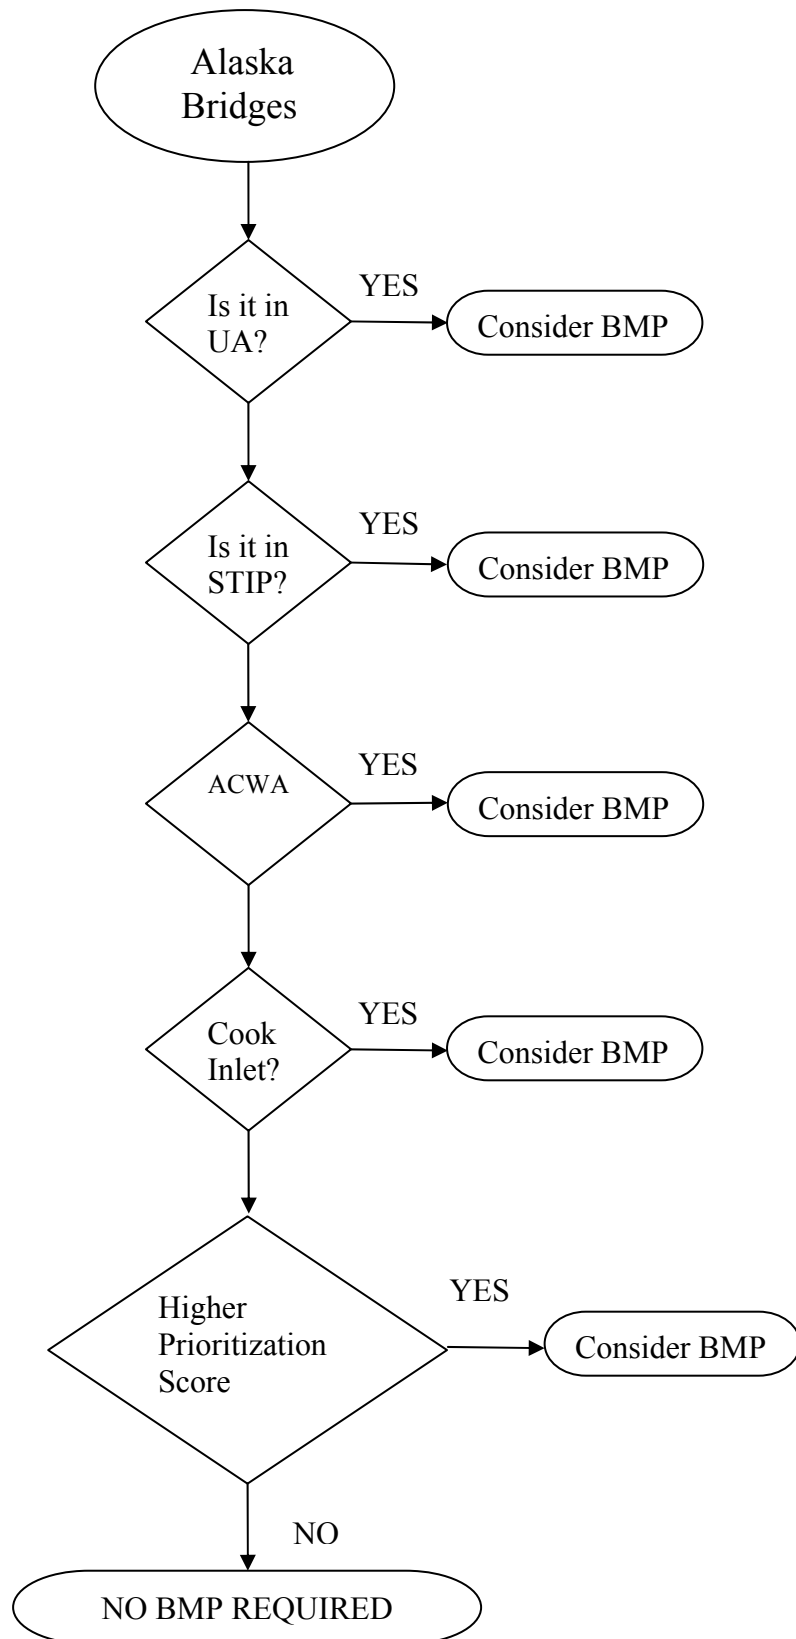 Alaska
Bridges
YES
Is it in
UA?
Consider BMP
YES
Is it in
STIP?
Consider BMP
YES
ACWA
Consider BMP
YES
Cook
Inlet?
Consider BMP
YES
Higher
Prioritization
Score
Consider BMP
NO
NO BMP REQUIRED